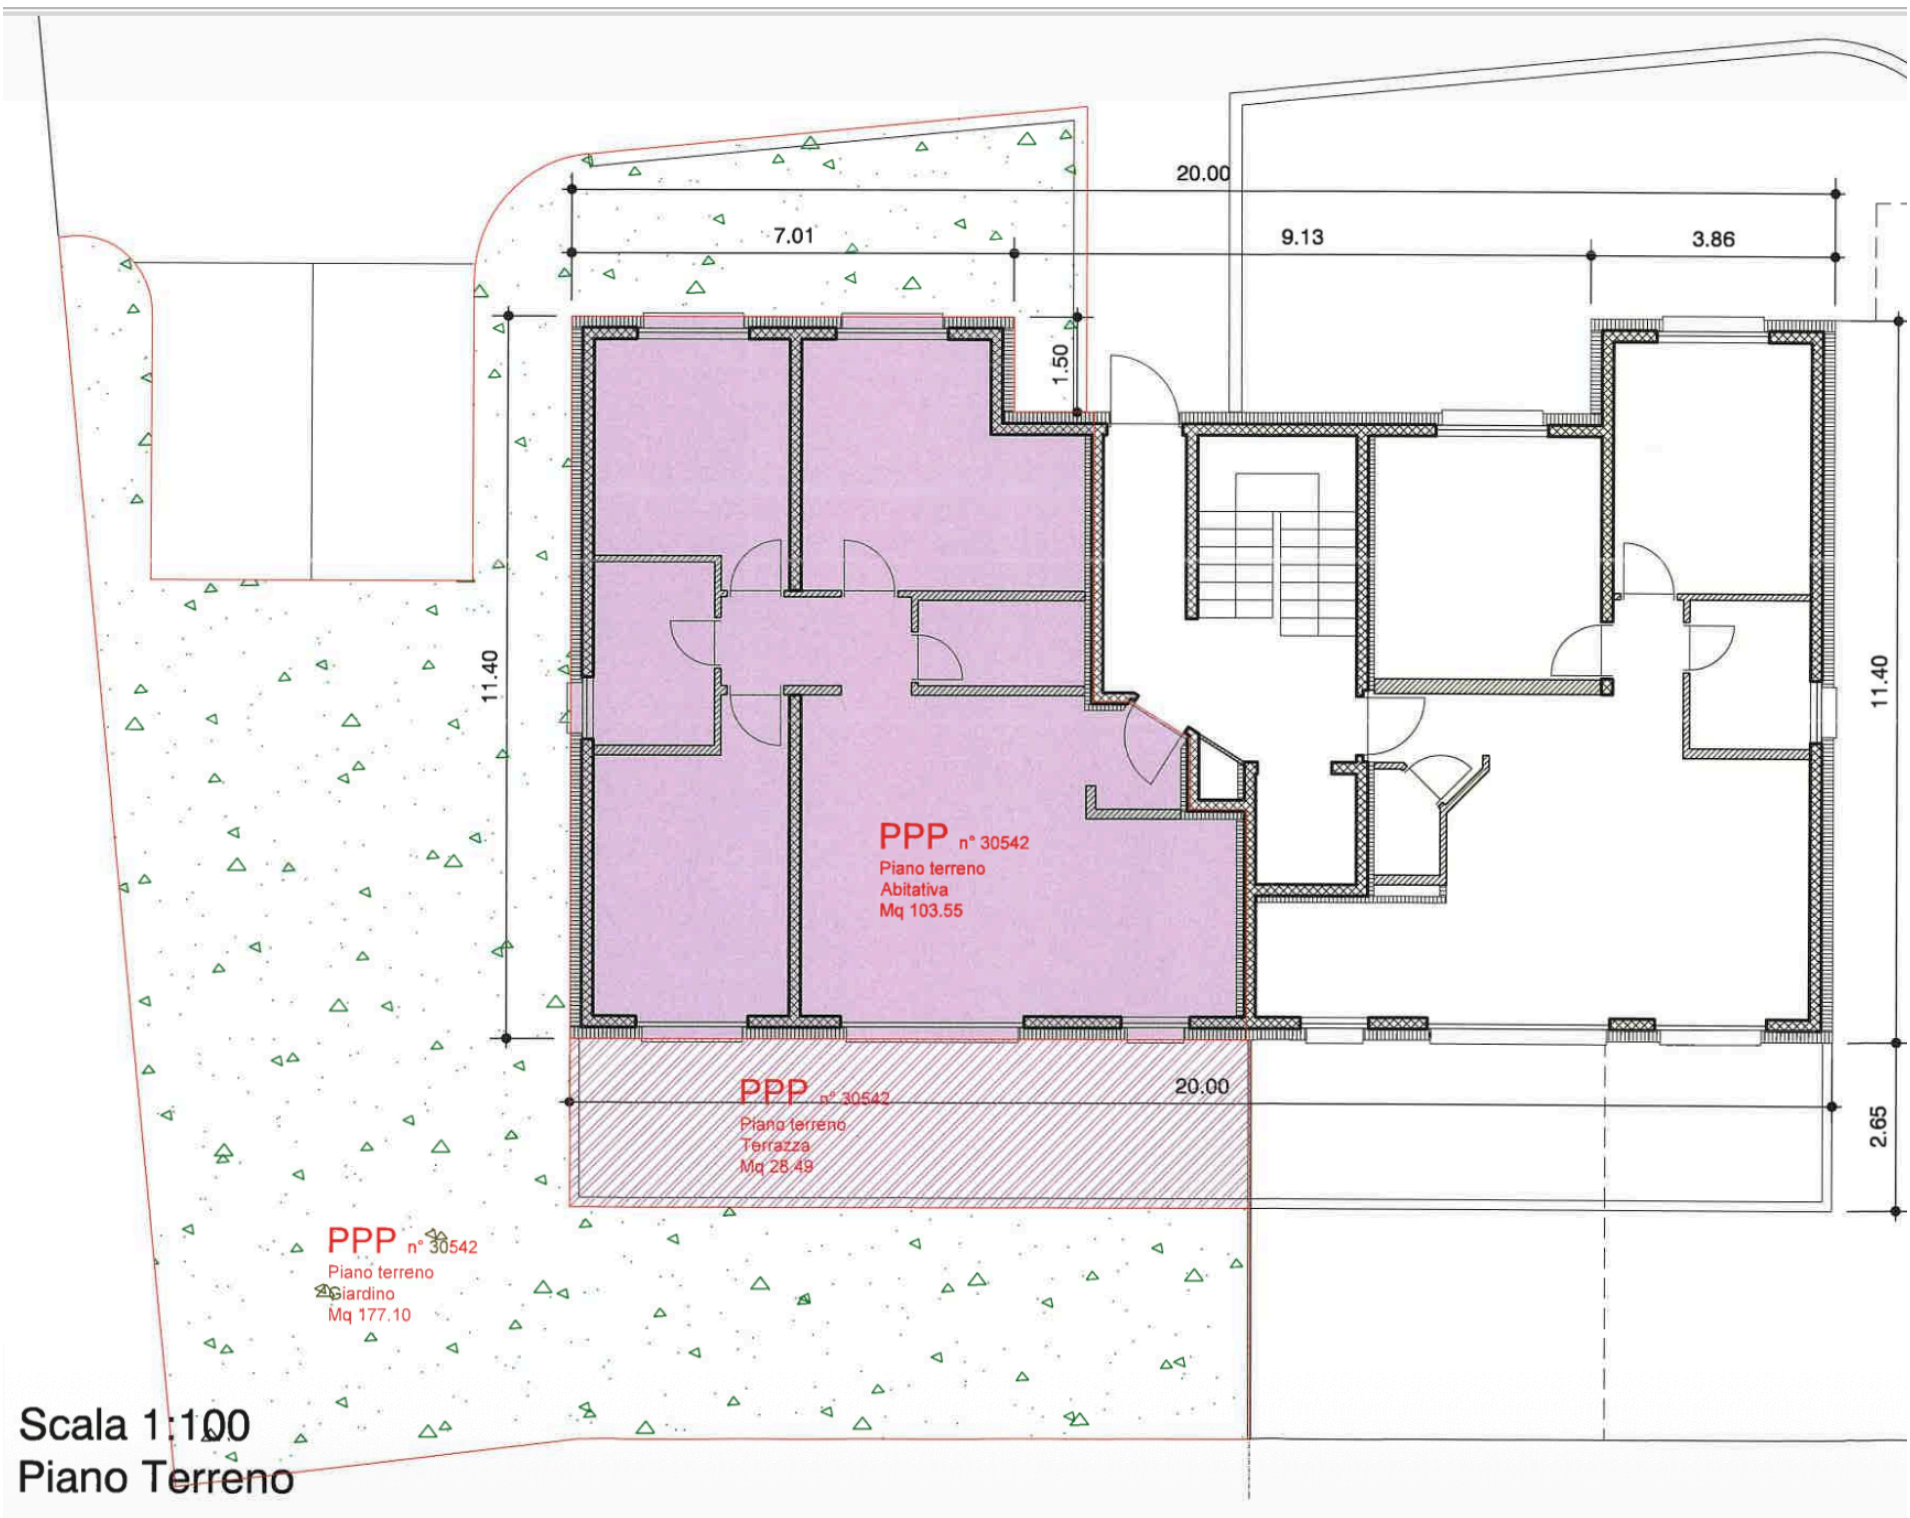 20.00
7.01
9.13
3.86
1.50
11.40
11.40
PPP n° 30542
Piano terreno
Abitativa
Mq 103.55
PPP n° 30542
Piano terreno
Terrazza
Mq 28.49
20.00
2.65
PPP n° 30542
Piano terreno
Giardino
Mq 177.10
Scala 1:100
Piano Terreno